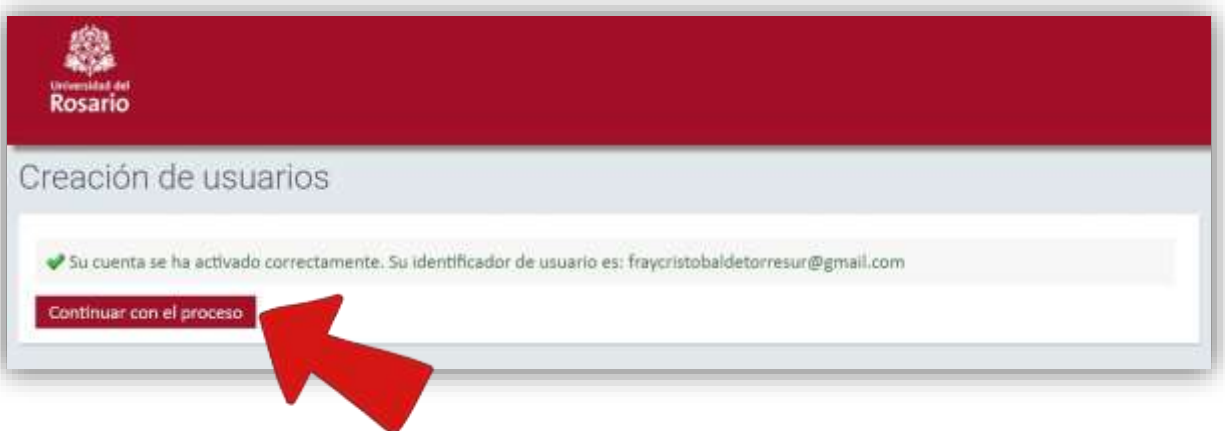 Universidad del
Rosario
Creación de usuarios
Su cuenta se ha activado correctamente. Su identificador de usuario es: fraycristobaldetorresur@gmail.com
Continuar con el proceso